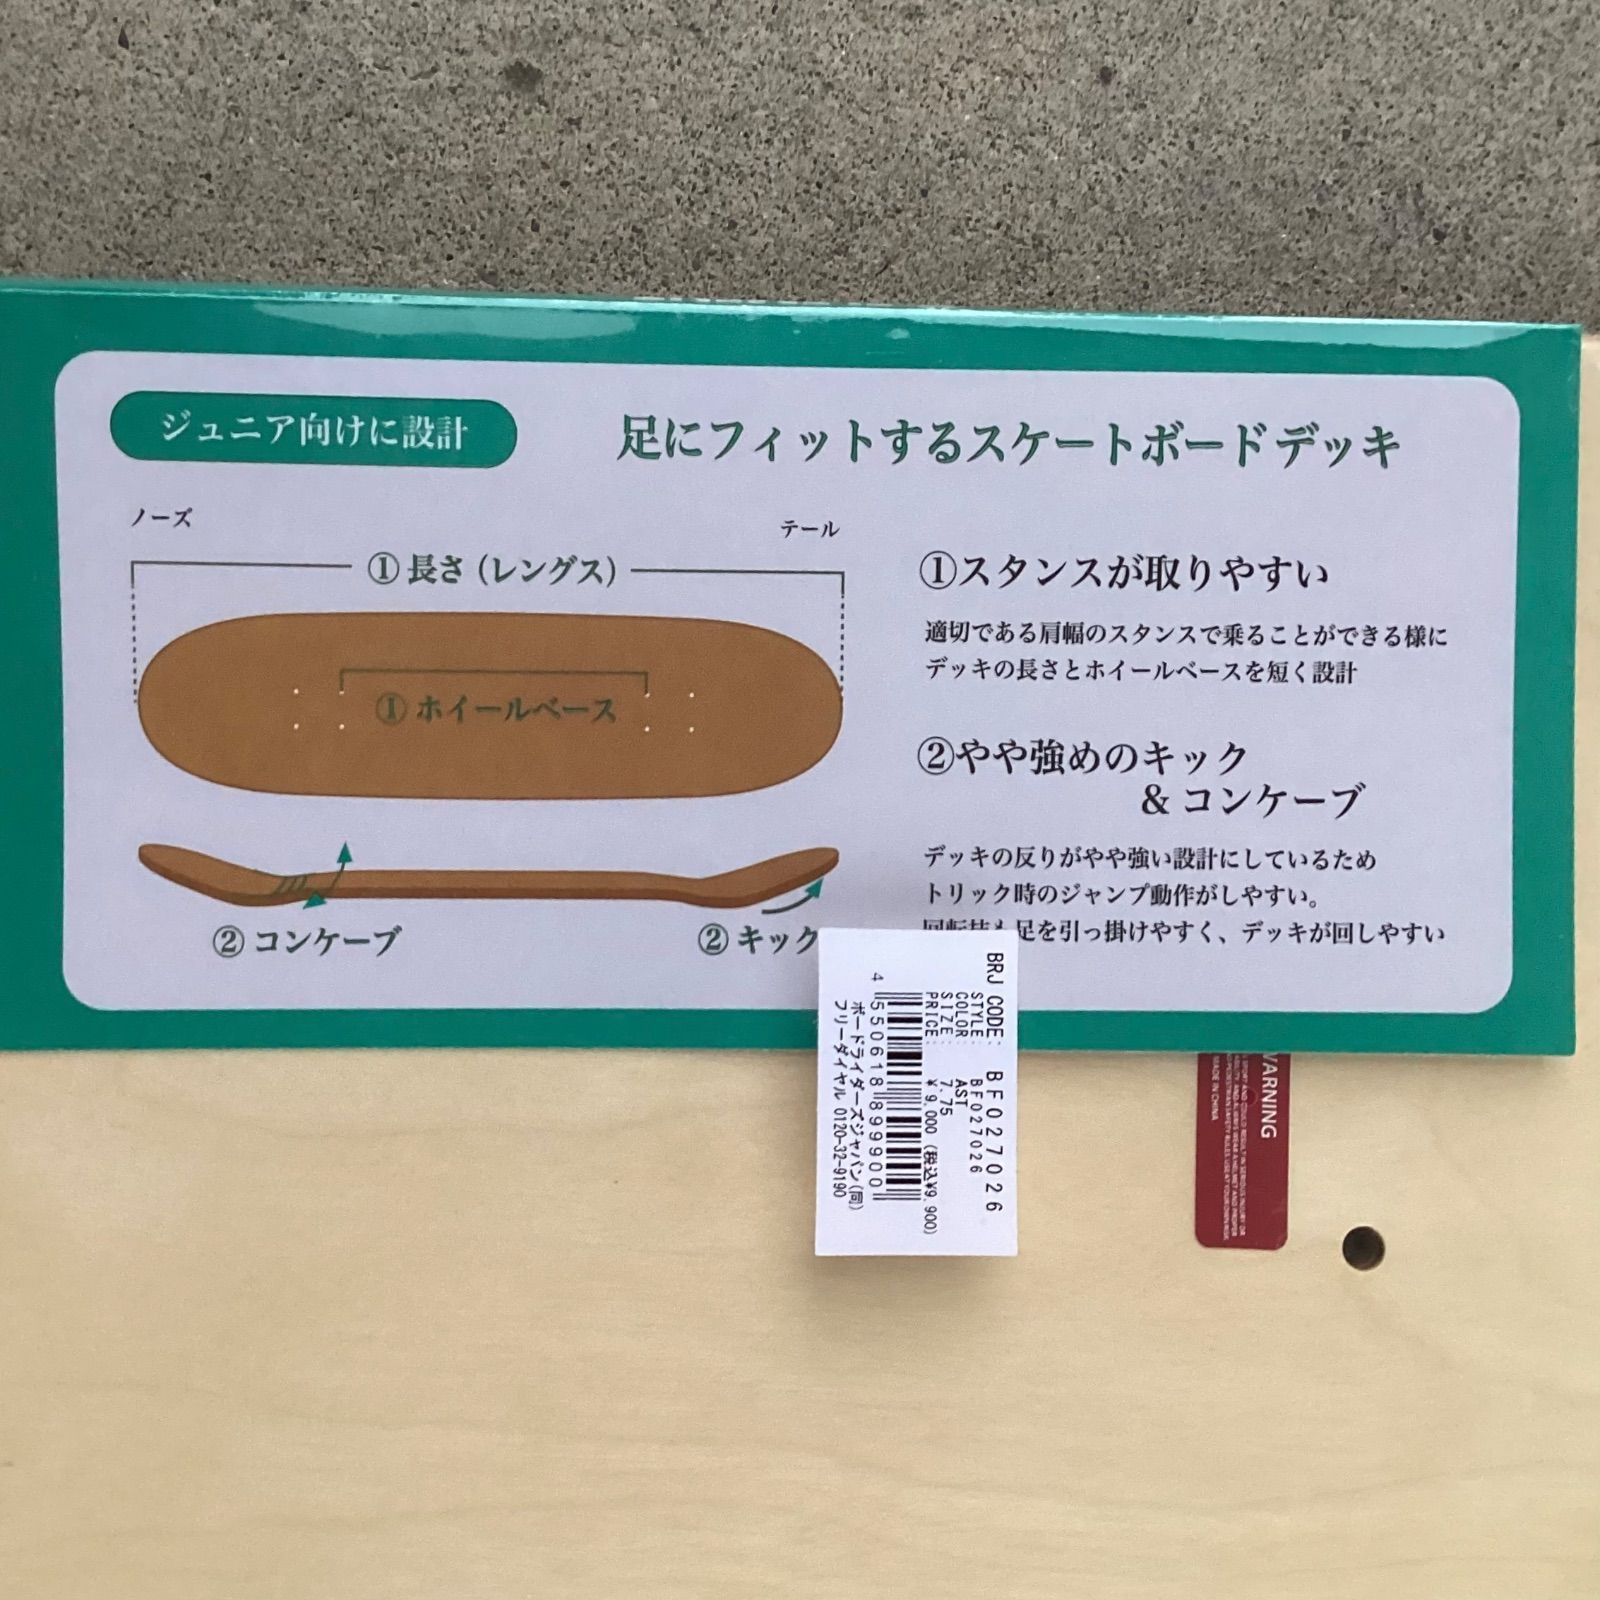 ジュニア向けに設計
足にフィットするスケートボードデッキ
ノーズ
テール
①長さ（レングス）
①ホイールベース
②コンケーブ
②キック
①スタンスが取りやすい
適切である肩幅のスタンスで乗ることができる様に
デッキの長さとホイールベースを短く設計
②やや強めのキック
&コンケーブ
デッキの反りがやや強い設計にしているため
トリック時のジャンプ動作がしやすい。
足を引っ掛けやすく、デッキが回しやすい
BRJ CODE: BF027026
STYLE: BF027026
COLOR: AST
SIZE: 7.75
PRICE: ¥9,000 (税込¥9,900)
4 550618 899900
ボードライダーズジャパン(同)
フリーダイヤル 0120-32-9190
WARNING
MADE IN CHINA